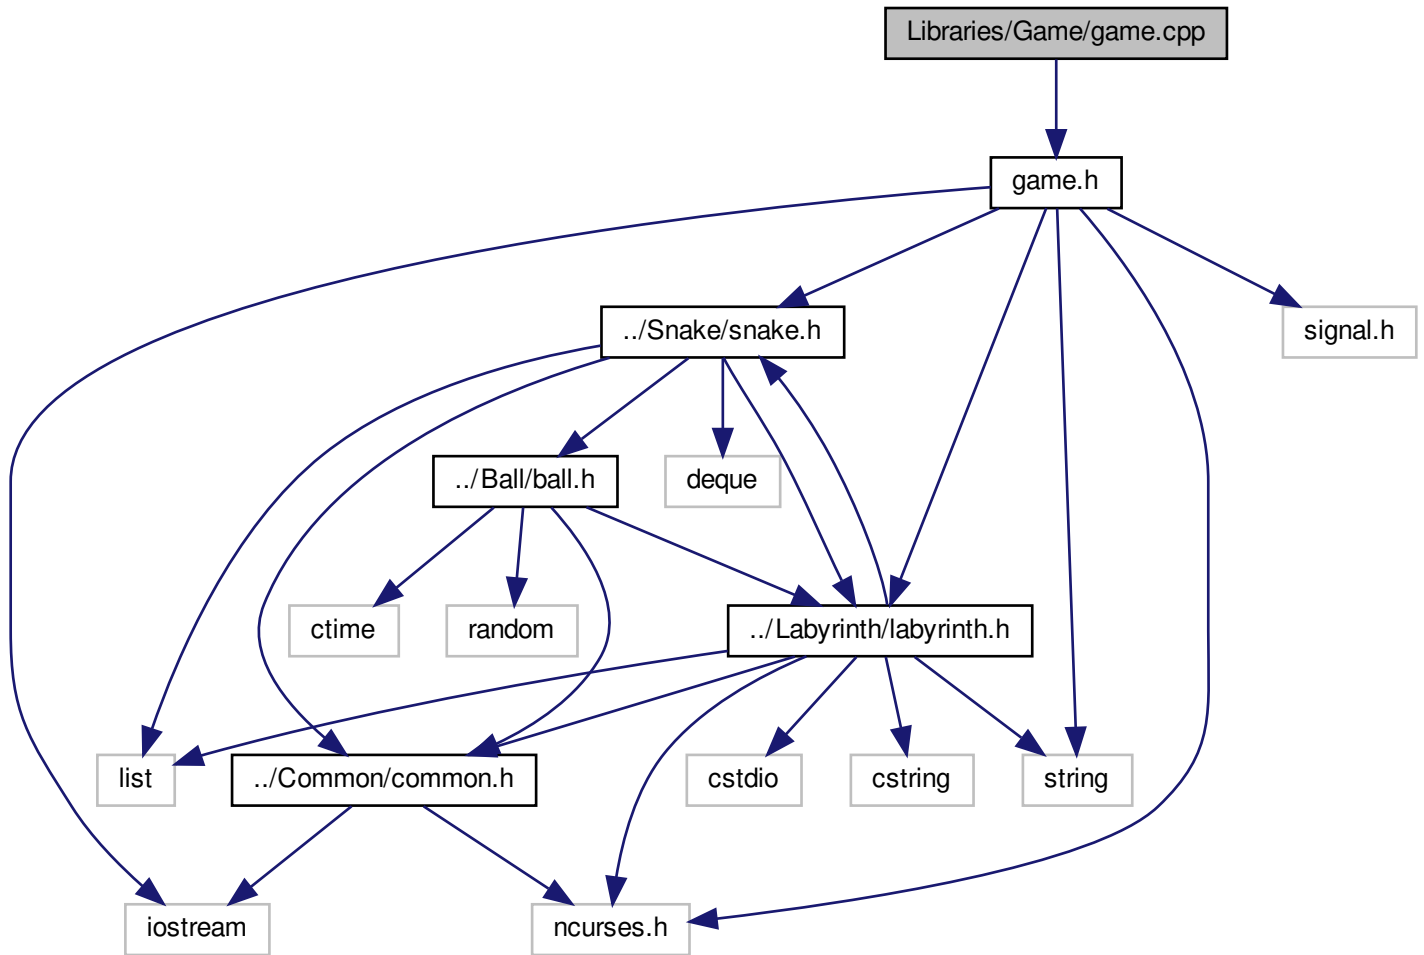 Libraries/Game/game.cpp
game.h
../Snake/snake.h
signal.h
../Ball/ball.h
deque
ctime
random
../Labyrinth/labyrinth.h
list
../Common/common.h
cstdio
cstring
string
iostream
ncurses.h